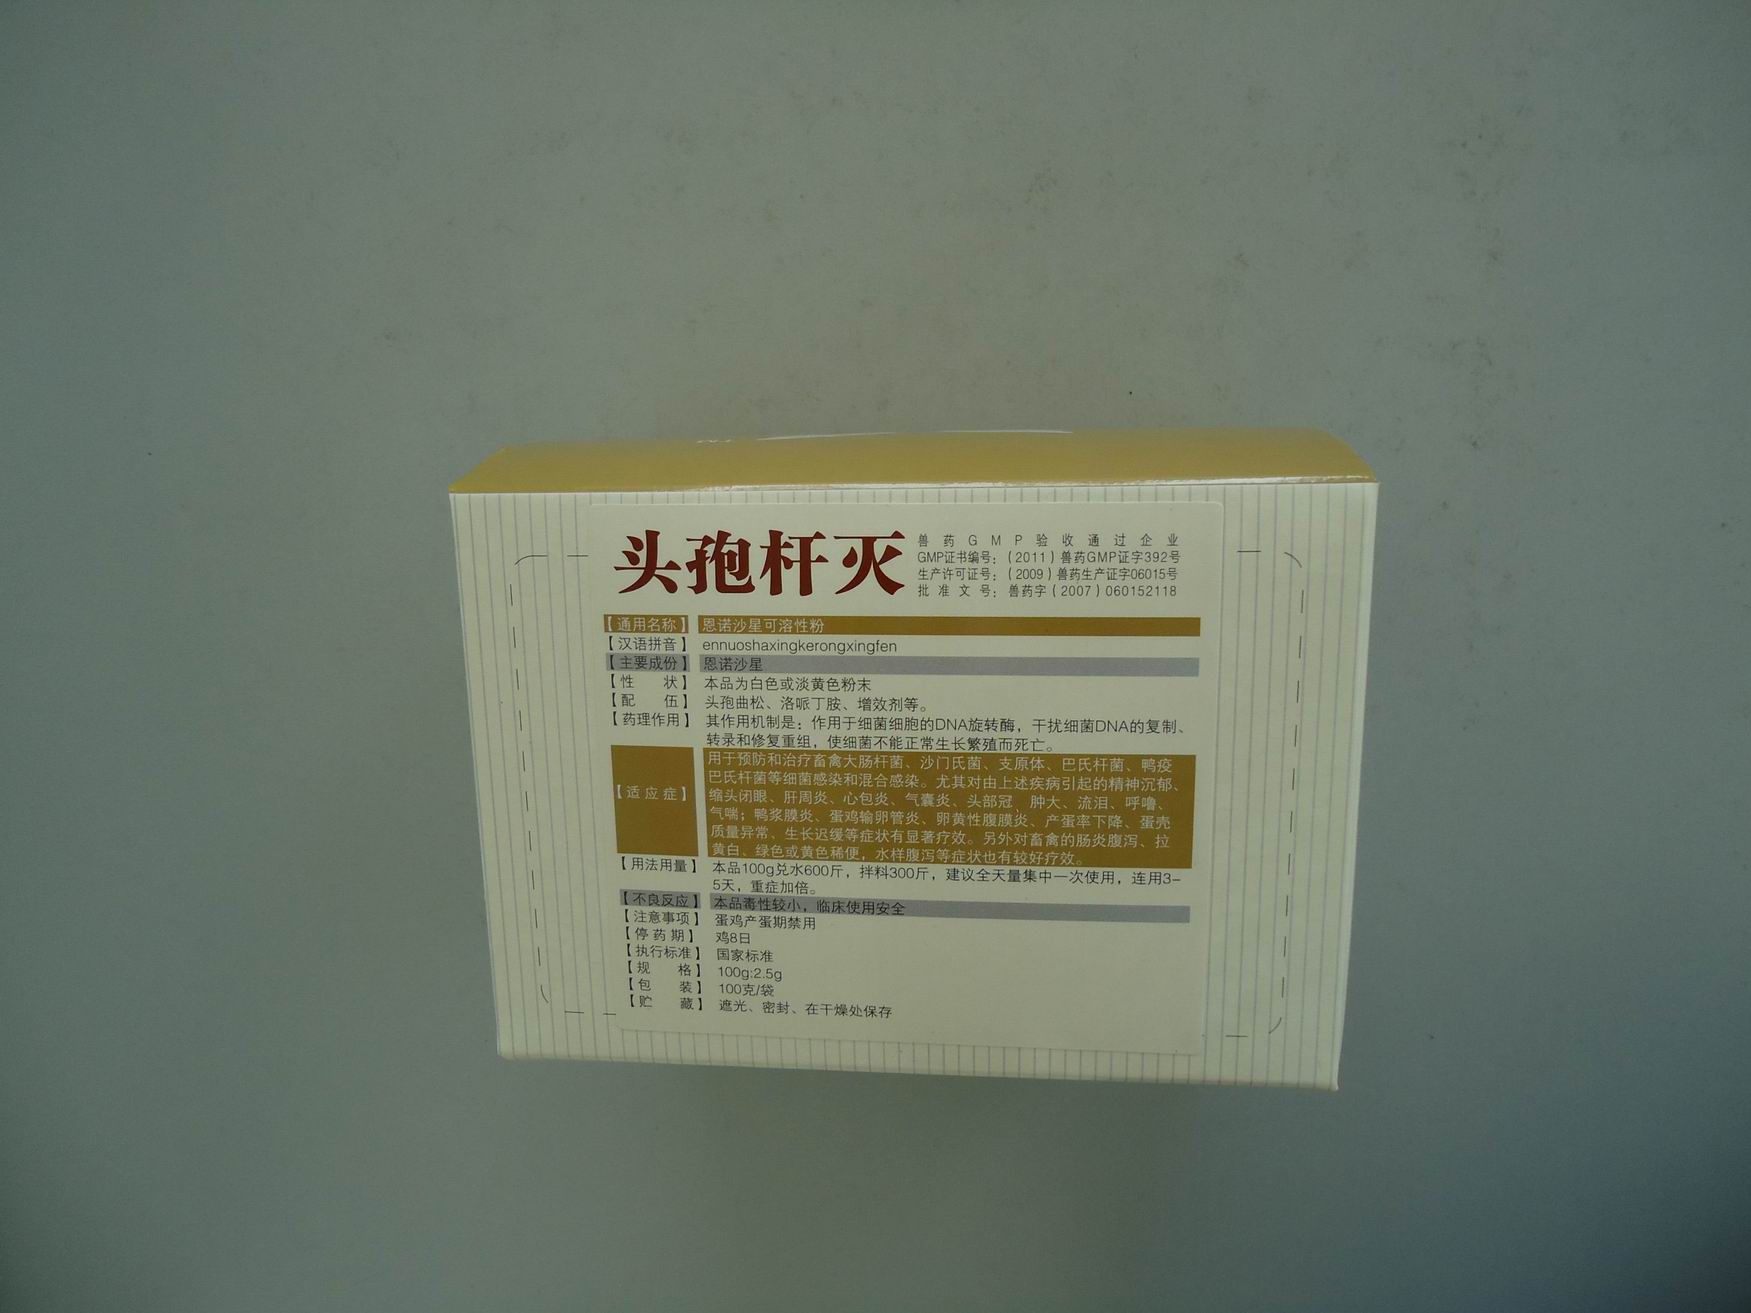 头孢杆灭
兽药GMP验收通过企业
GMP证书编号:(2011)兽药GMP证字392号
生产许可证号:(2009)兽药生产证字06015号
批准文号:兽药字(2007)060152118
【通用名称】 恩诺沙星可溶性粉
【汉语拼音】 ennuoshaxingkerongxingfen
【主要成份】 恩诺沙星
【性 状】 本品为白色或淡黄色粉末
【配 伍】 头孢曲松、洛哌丁胺、增效剂等。
【药理作用】 其作用机制是:作用于细菌细胞的DNA旋转酶,干扰细菌DNA的复制、
转录和修复重组,使细菌不能正常生长繁殖而死亡。
【适应症】 用于预防和治疗畜禽大肠杆菌、沙门氏菌、支原体、巴氏杆菌、鸭疫
巴氏杆菌等细菌感染和混合感染。尤其对由上述疾病引起的精神沉郁、
缩头闭眼、肝周炎、心包炎、气囊炎、头部冠、肿大、流泪、呼噜、
气喘;鸭浆膜炎、蛋鸡输卵管炎、卵黄性腹膜炎、产蛋率下降、蛋壳
质量异常、生长迟缓等症状有显著疗效。另外对畜禽的肠炎腹泻、拉
黄白、绿色或黄色稀便,水样腹泻等症状也有较好疗效。
【用法用量】 本品100g兑水600斤,拌料300斤,建议全天量集中一次使用,连用3-
5天,重症加倍。
【不良反应】 本品毒性较小,临床使用安全
【注意事项】 蛋鸡产蛋期禁用
【停药期】 鸡8日
【执行标准】 国家标准
【规 格】 100g:2.5g
【包 装】 100克/袋
【贮 藏】 遮光、密封、在干燥处保存